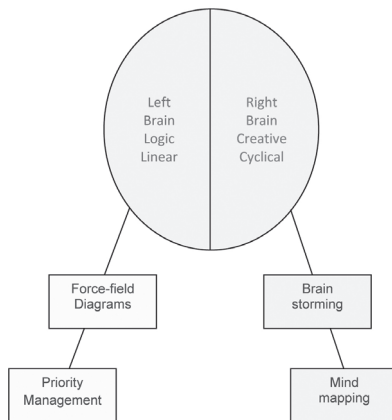 Left
Brain
Logic
Linear
Right
Brain
Creative
Cyclical
Force-field
Diagrams
Brain
storming
Priority
Management
Mind
mapping